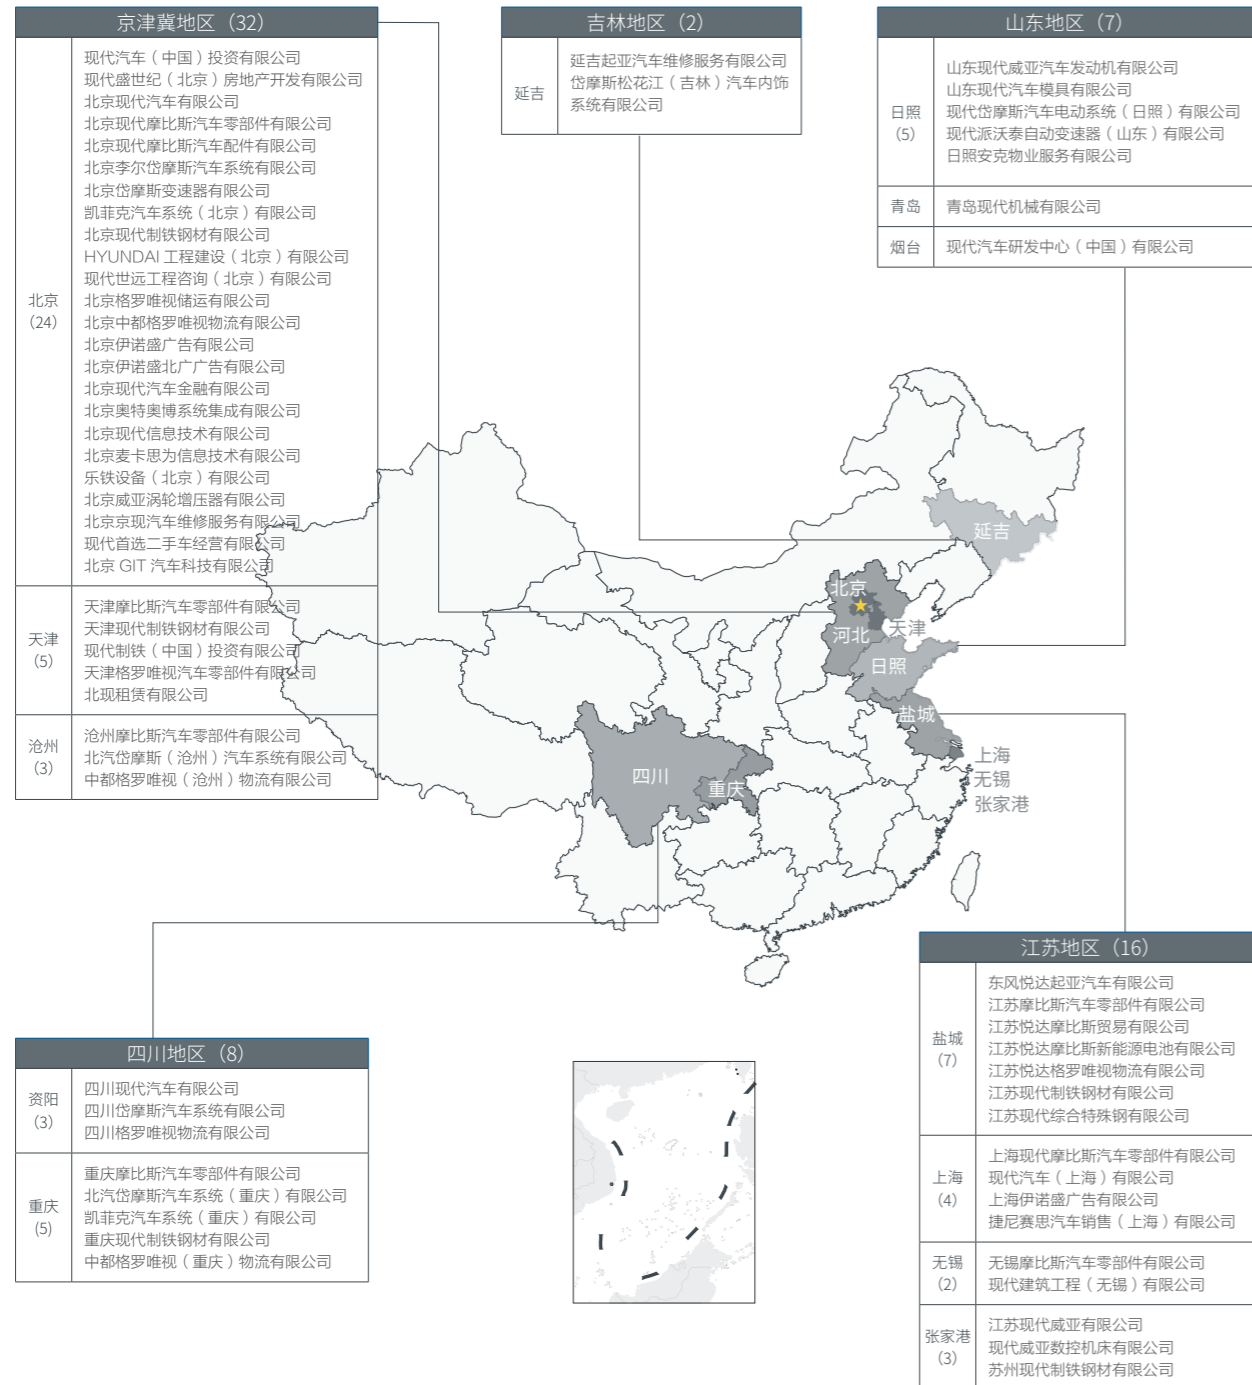 京津冀地区（32）
北京
（24）
现代汽车（中国）投资有限公司
现代盛世纪（北京）房地产开发有限公司
北京现代汽车有限公司
北京现代摩比斯汽车零部件有限公司
北京现代摩比斯汽车配件有限公司
北京李尔岱摩斯汽车系统有限公司
北京岱摩斯变速器有限公司
凯菲克汽车系统（北京）有限公司
北京现代制铁钢材有限公司
HYUNDAI 工程建设（北京）有限公司
现代世远工程咨询（北京）有限公司
北京格罗唯视储运有限公司
北京中都格罗唯视物流有限公司
北京伊诺盛广告有限公司
北京伊诺盛北广广告有限公司
北京现代汽车金融有限公司
北京奥特奥博系统集成有限公司
北京现代信息技术有限公司
北京麦卡思为信息技术有限公司
乐铁设备（北京）有限公司
北京威亚涡轮增压器有限公司
北京京现汽车维修服务有限公司
现代首选二手车经营有限公司
北京 GIT 汽车科技有限公司
天津
（5）
天津摩比斯汽车零部件有限公司
天津现代制铁钢材有限公司
现代制铁（中国）投资有限公司
天津格罗唯视汽车零部件有限公司
北现租赁有限公司
沧州
（3）
沧州摩比斯汽车零部件有限公司
北汽岱摩斯（沧州）汽车系统有限公司
中都格罗唯视（沧州）物流有限公司
吉林地区（2）
延吉
延吉起亚汽车维修服务有限公司
岱摩斯松花江（吉林）汽车内饰
系统有限公司
山东地区（7）
日照
（5）
山东现代威亚汽车发动机有限公司
山东现代汽车模具有限公司
现代岱摩斯汽车电动系统（日照）有限公司
现代派沃泰自动变速器（山东）有限公司
日照安克物业服务有限公司
青岛
青岛现代机械有限公司
烟台
现代汽车研发中心（中国）有限公司
延吉
北京
天津
河北
日照
盐城
上海
无锡
张家港
四川
重庆
四川地区（8）
资阳
（3）
四川现代汽车有限公司
四川岱摩斯汽车系统有限公司
四川格罗唯视物流有限公司
重庆
（5）
重庆摩比斯汽车零部件有限公司
北汽岱摩斯汽车系统（重庆）有限公司
凯菲克汽车系统（重庆）有限公司
重庆现代制铁钢材有限公司
中都格罗唯视（重庆）物流有限公司
江苏地区（16）
盐城
（7）
东风悦达起亚汽车有限公司
江苏摩比斯汽车零部件有限公司
江苏悦达摩比斯贸易有限公司
江苏悦达摩比斯新能源电池有限公司
江苏悦达格罗唯视物流有限公司
江苏现代制铁钢材有限公司
江苏现代综合特殊钢有限公司
上海
（4）
上海现代摩比斯汽车零部件有限公司
现代汽车（上海）有限公司
上海伊诺盛广告有限公司
捷尼赛思汽车销售（上海）有限公司
无锡
（2）
无锡摩比斯汽车零部件有限公司
现代建筑工程（无锡）有限公司
张家港
（3）
江苏现代威亚有限公司
现代威亚数控机床有限公司
苏州现代制铁钢材有限公司